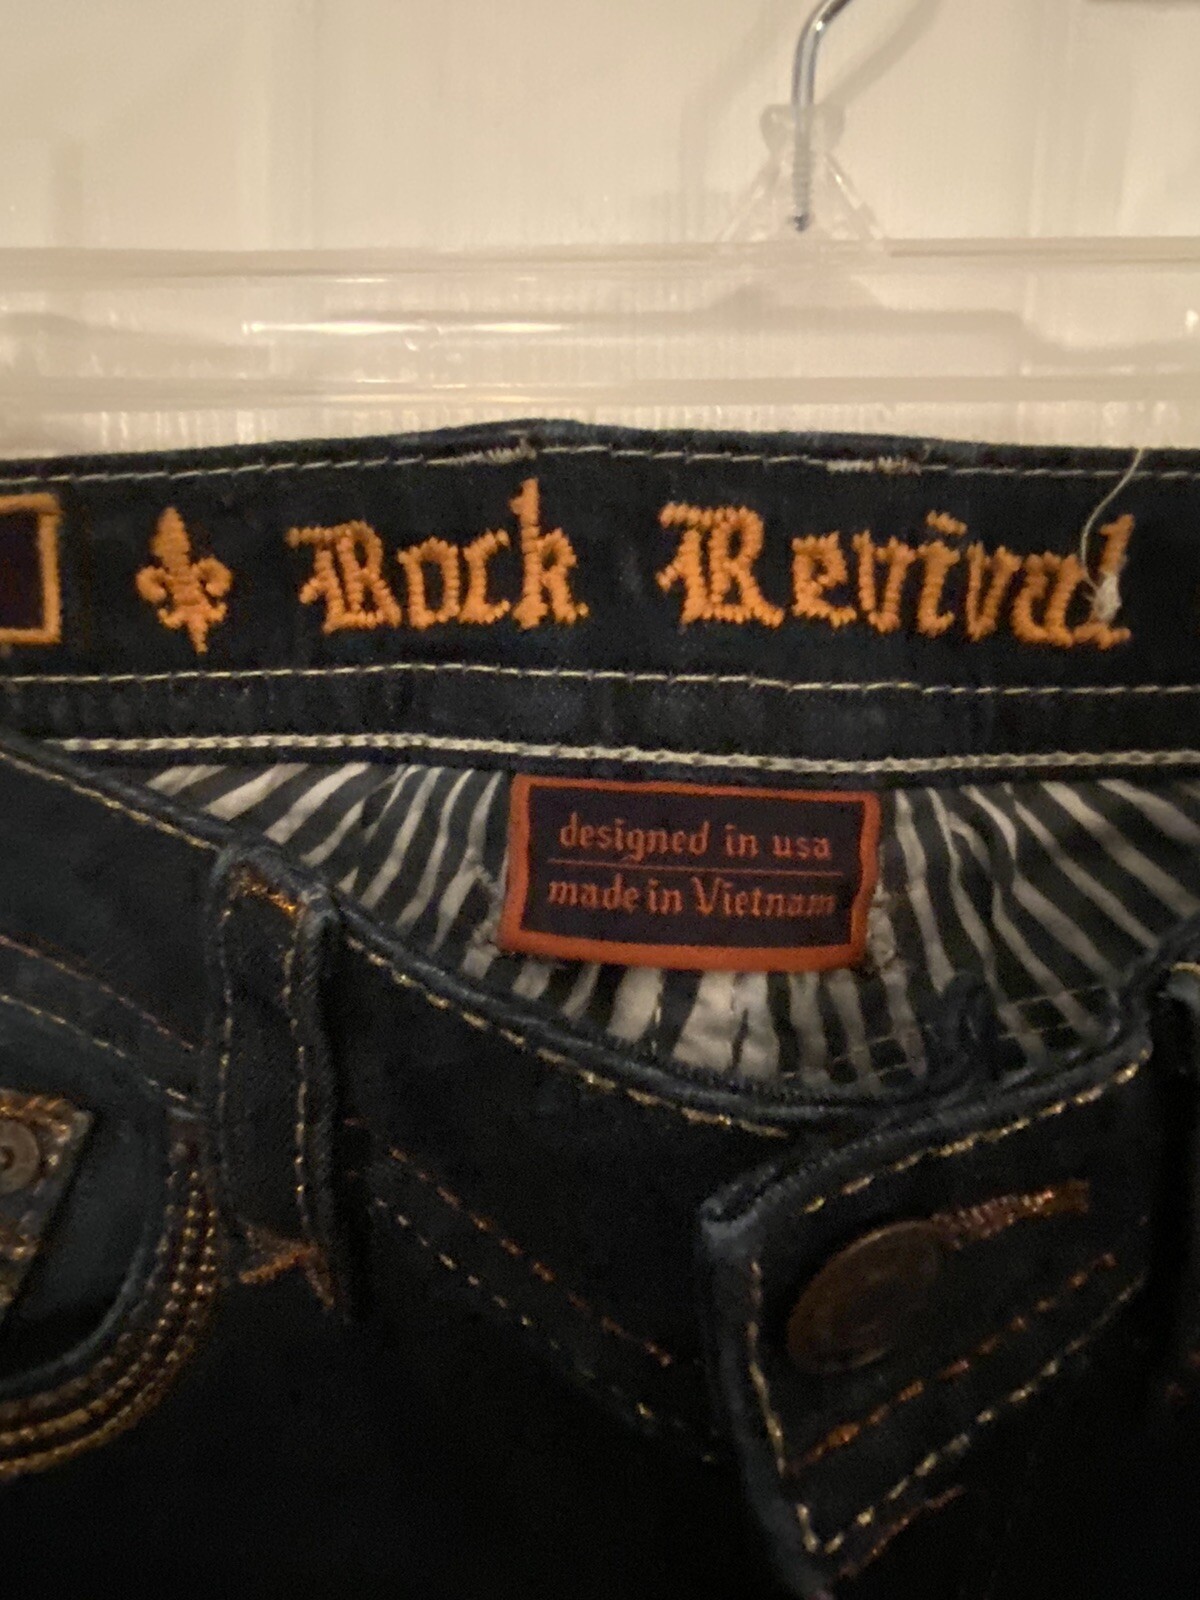 Rock Revival
designed in usa
made in Vietnam